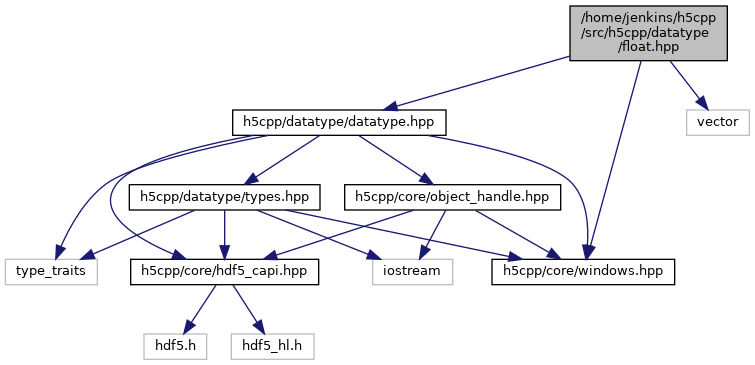 /home/jenkins/h5cpp
/src/h5cpp/datatype
/float.hpp
h5cpp/datatype/datatype.hpp
vector
h5cpp/datatype/types.hpp
h5cpp/core/object_handle.hpp
type_traits
h5cpp/core/hdf5_capi.hpp
iostream
h5cpp/core/windows.hpp
hdf5.h
hdf5_hl.h